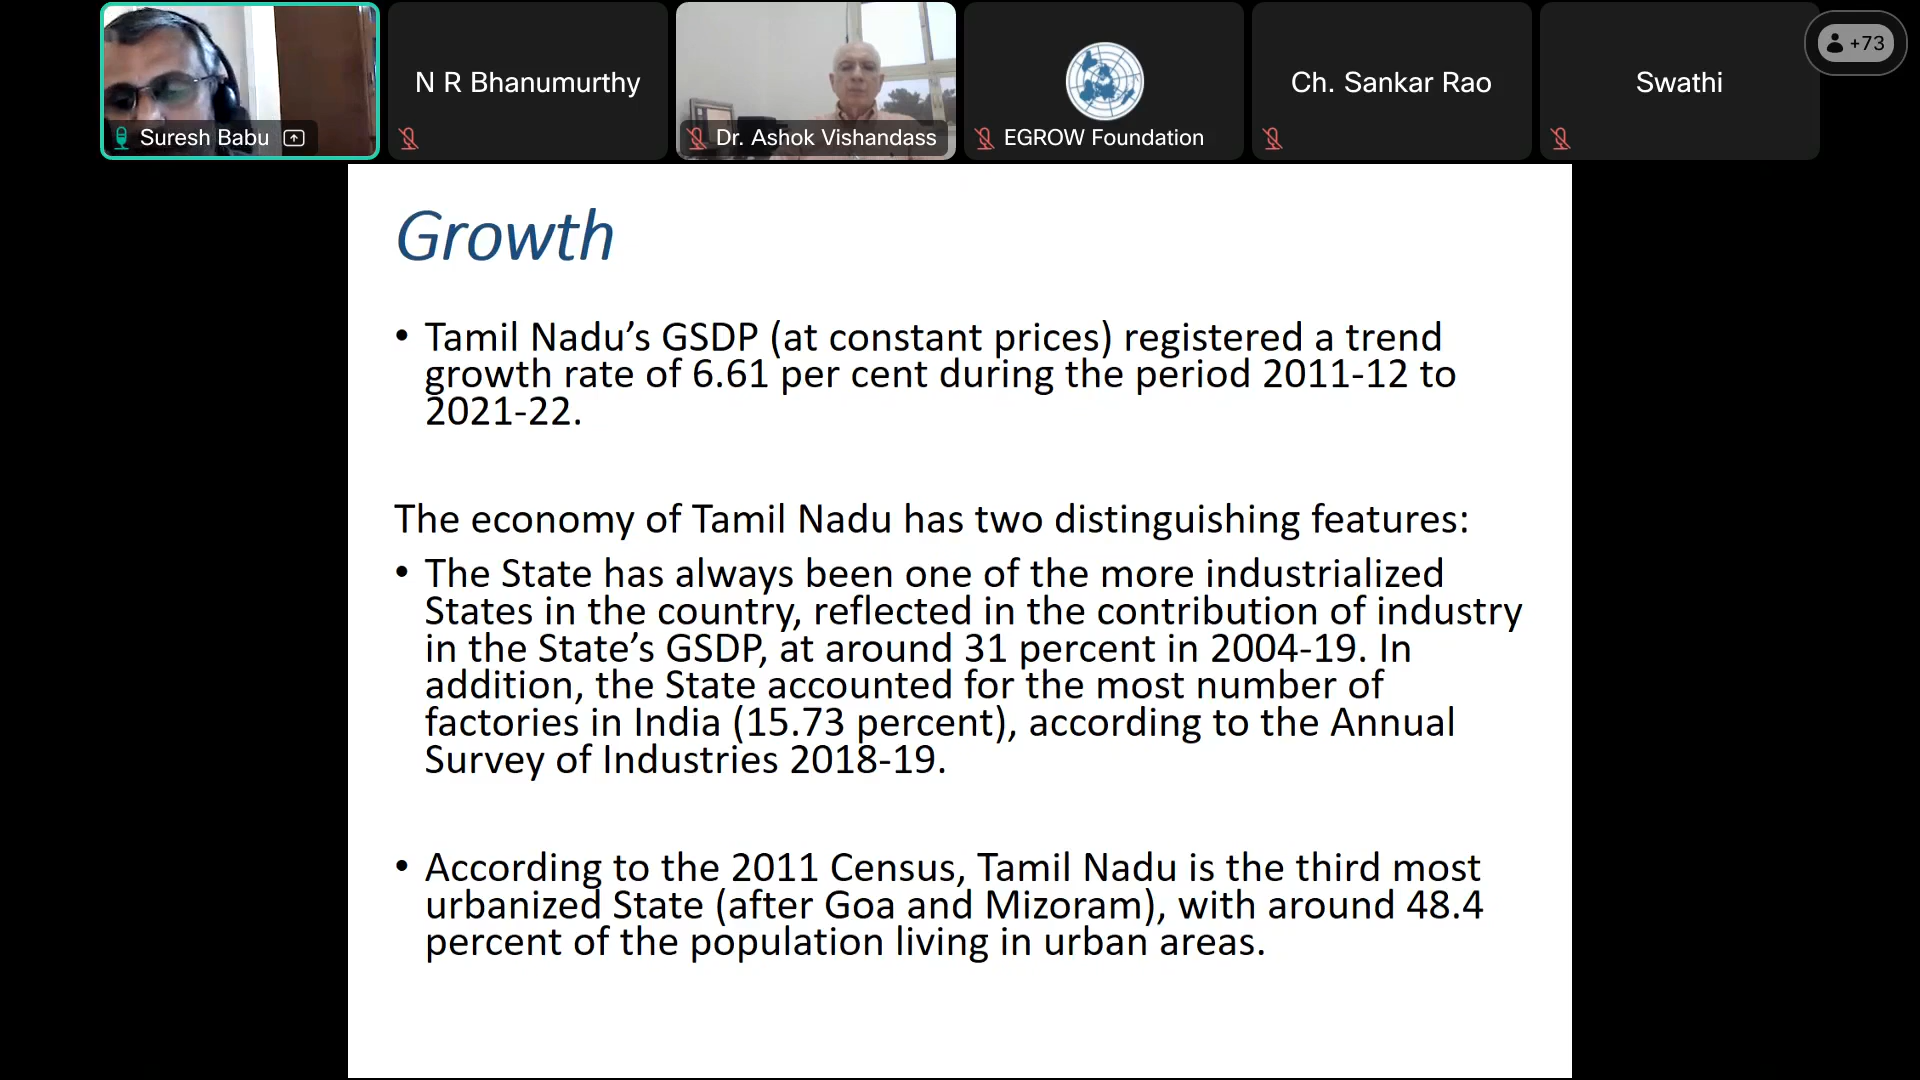 Suresh Babu
N R Bhanumurthy
Dr. Ashok Vishandass
EGROW Foundation
Ch. Sankar Rao
Swathi
+73
Growth
• Tamil Nadu’s GSDP (at constant prices) registered a trend
growth rate of 6.61 per cent during the period 2011-12 to
2021-22.
The economy of Tamil Nadu has two distinguishing features:
• The State has always been one of the more industrialized
States in the country, reflected in the contribution of industry
in the State’s GSDP, at around 31 percent in 2004-19. In
addition, the State accounted for the most number of
factories in India (15.73 percent), according to the Annual
Survey of Industries 2018-19.
• According to the 2011 Census, Tamil Nadu is the third most
urbanized State (after Goa and Mizoram), with around 48.4
percent of the population living in urban areas.